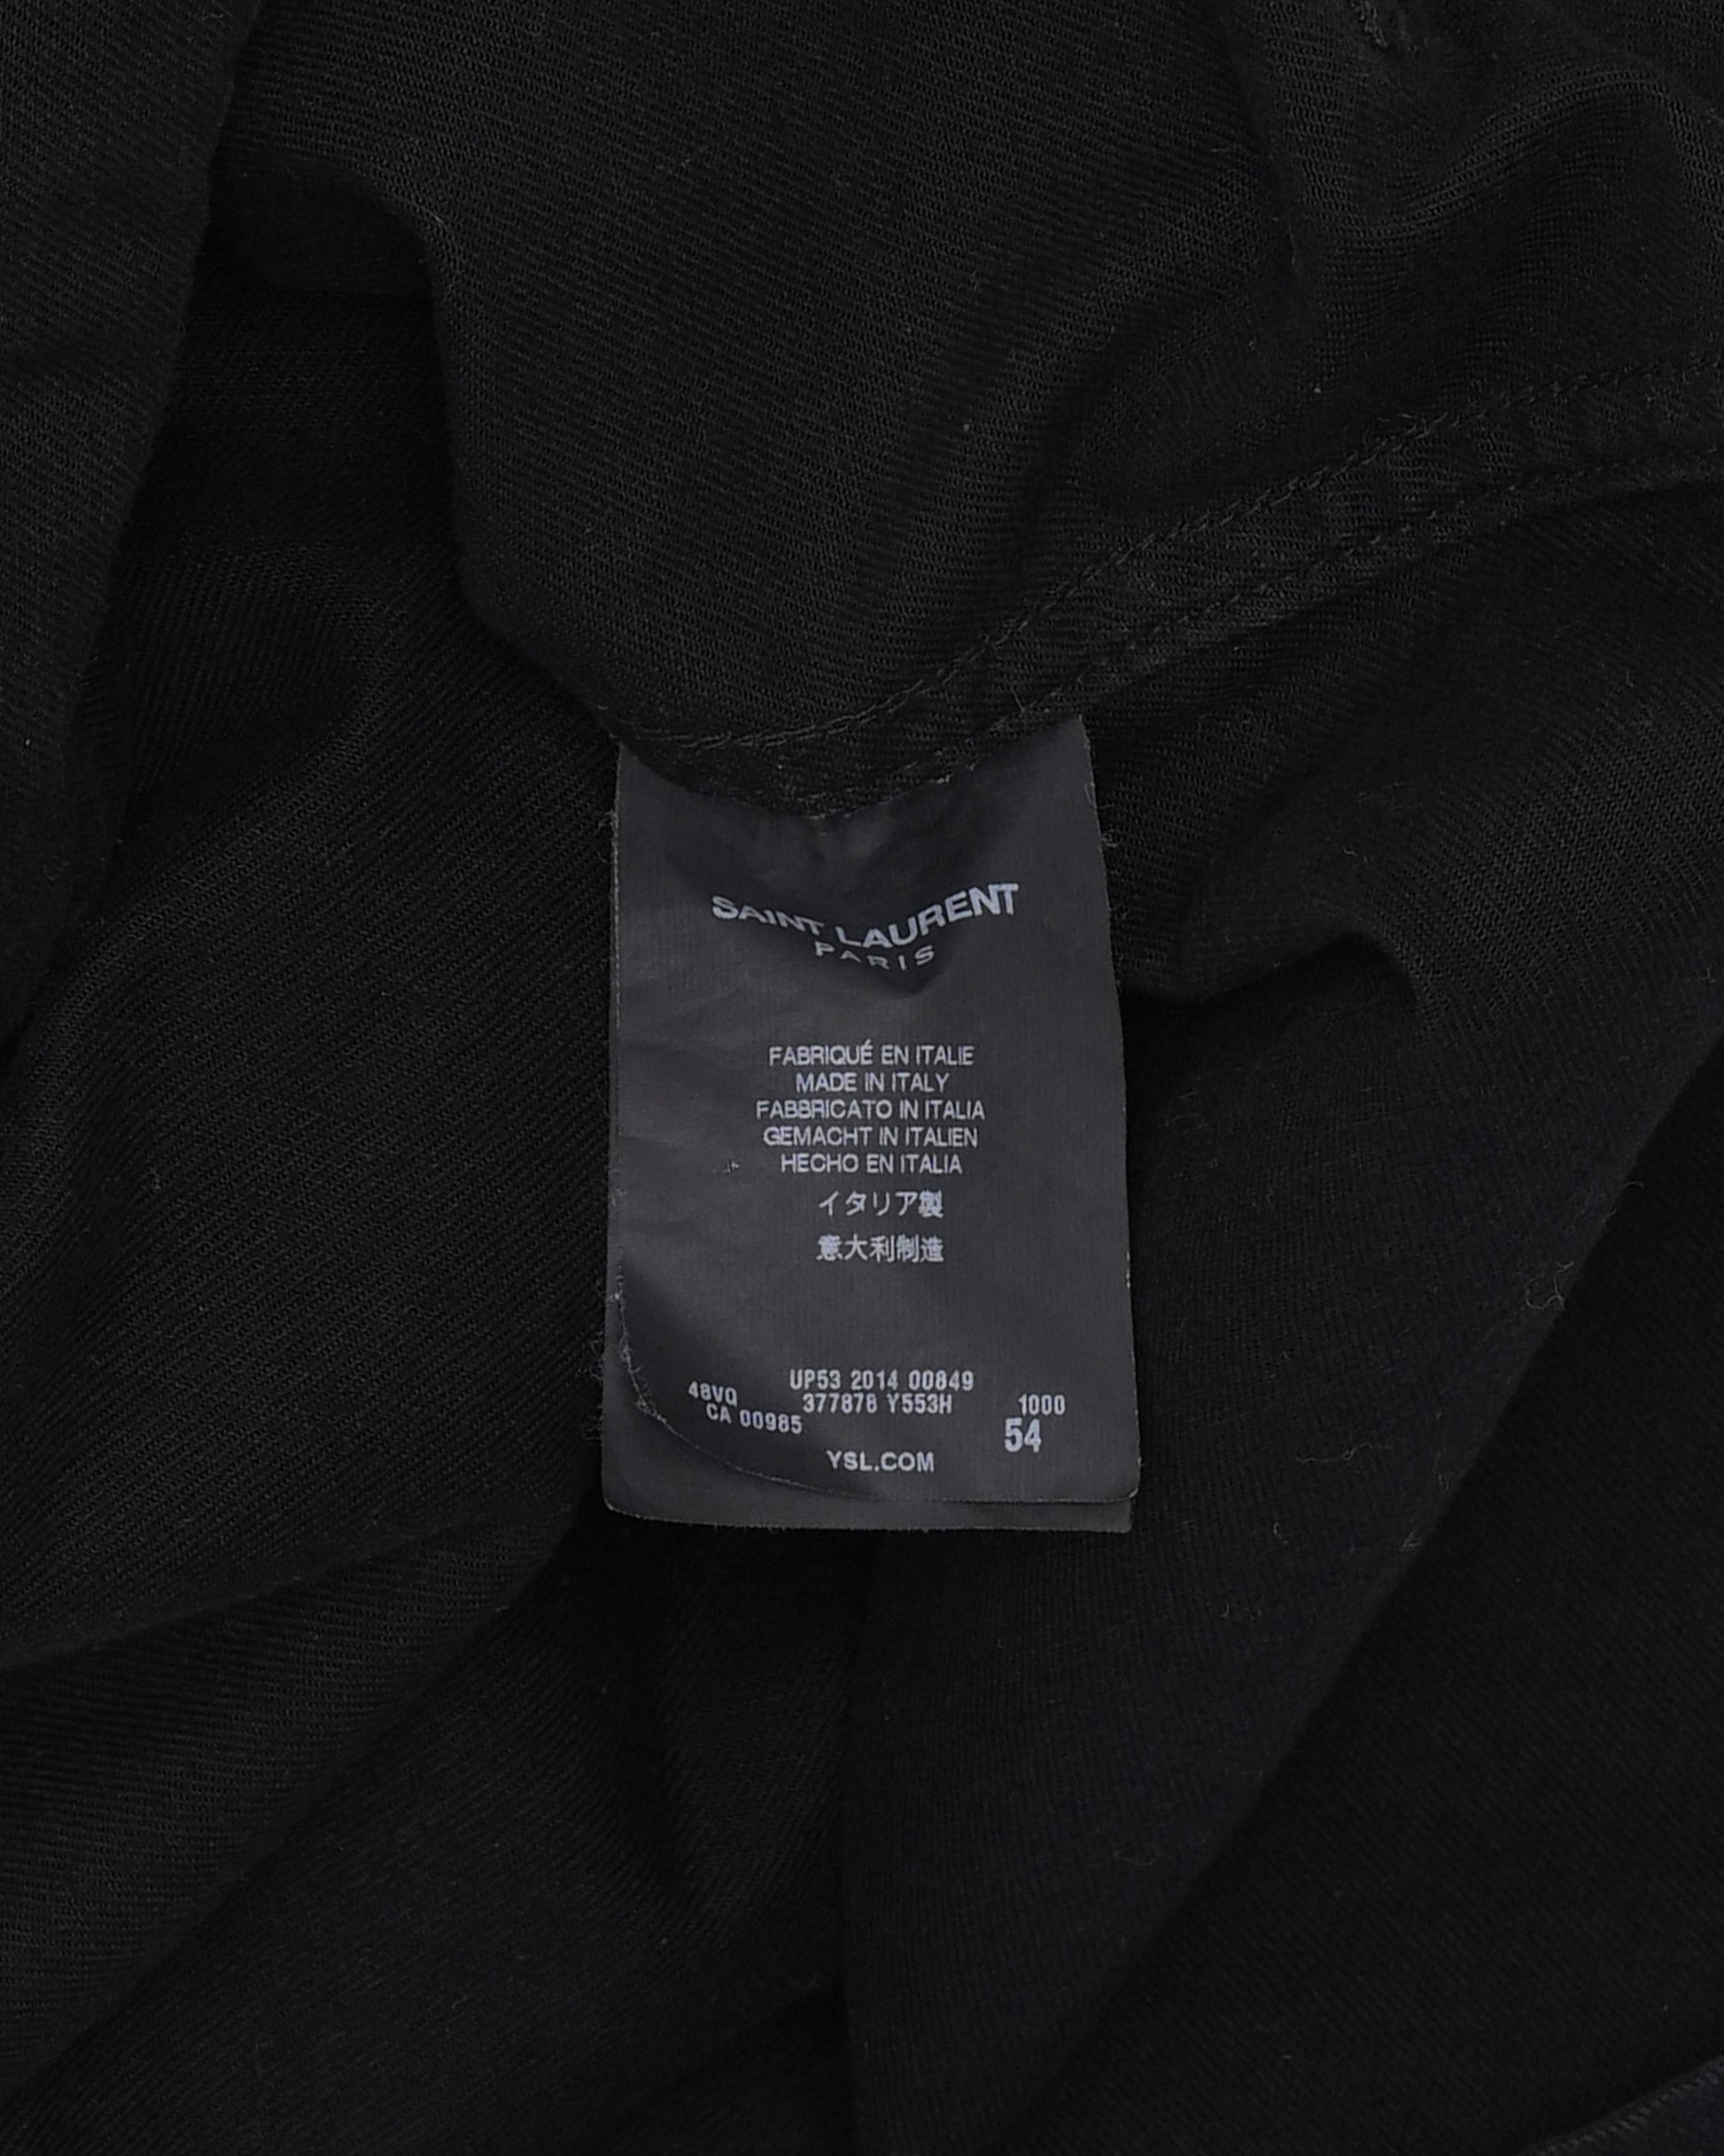 SAINT LAURENT
PARIS
FABRIQUÉ EN ITALIE
MADE IN ITALY
FABBRICATO IN ITALIA
GEMACHT IN ITALIEN
HECHO EN ITALIA
イタリア製
意大利制造
UP53 2014 00849
48VQ 377878 Y553H 1000
CA 00985 54
YSL.COM